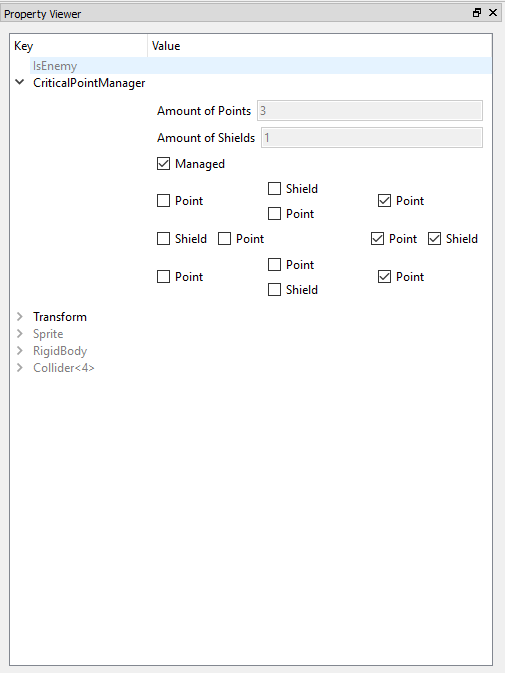 Property Viewer
Key Value
IsEnemy
CriticalPointManager
Amount of Points 3
Amount of Shields 1
Managed
Shield
Point Point
Point
Shield Point Point Shield
Point
Point Point
Shield
Transform
Sprite
RigidBody
Collider<4>